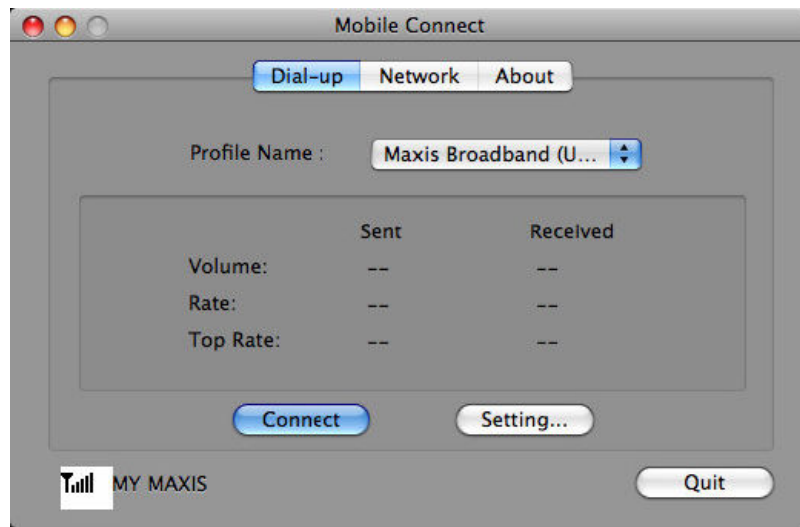 Mobile Connect
Dial-up Network About
Profile Name : Maxis Broadband (U...
Sent Received
Volume: -- --
Rate: -- --
Top Rate: -- --
Connect Setting...
MY MAXIS Quit